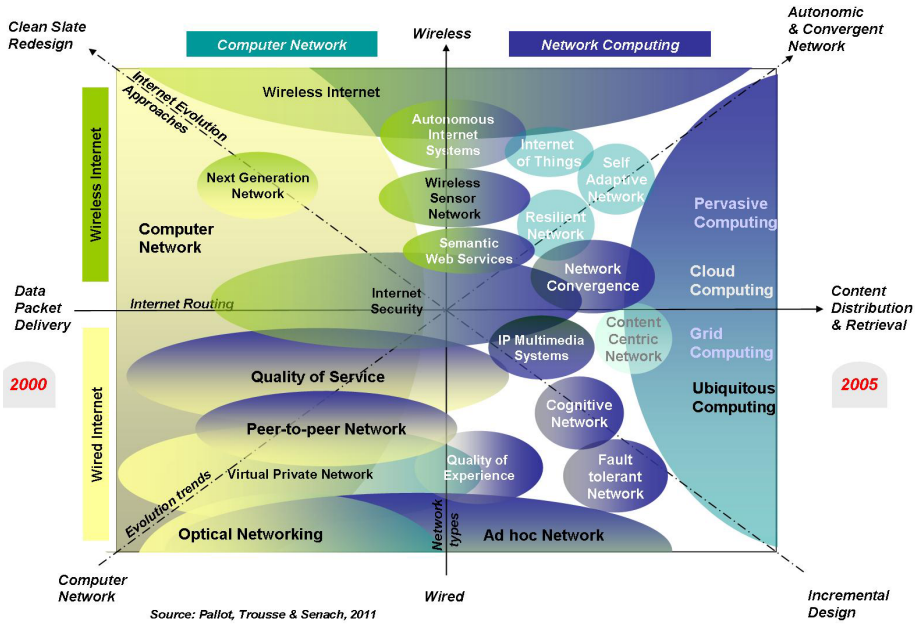 Clean Slate
Redesign
Computer Network
Wireless
Network Computing
Autonomic
& Convergent
Network
Internet Evolution
Approaches
Wireless Internet
Autonomous
Internet
Systems
Internet
of Things
Self
Adaptive
Network
Next Generation
Network
Wireless
Sensor
Network
Resilient
Network
Pervasive
Computing
Wireless Internet
Computer
Network
Semantic
Web Services
Network
Convergence
Cloud
Computing
Data
Packet
Delivery
Internet Routing
Internet
Security
Content
Distribution
& Retrieval
IP Multimedia
Systems
Content
Centric
Network
Grid
Computing
2000
Quality of Service
2005
Ubiquitous
Computing
Wired Internet
Peer-to-peer Network
Cognitive
Network
Virtual Private Network
Quality of
Experience
Fault
tolerant
Network
Evolution trends
Network
types
Optical Networking
Ad hoc Network
Computer
Network
Wired
Incremental
Design
Source: Pallot, Trousse & Senach, 2011